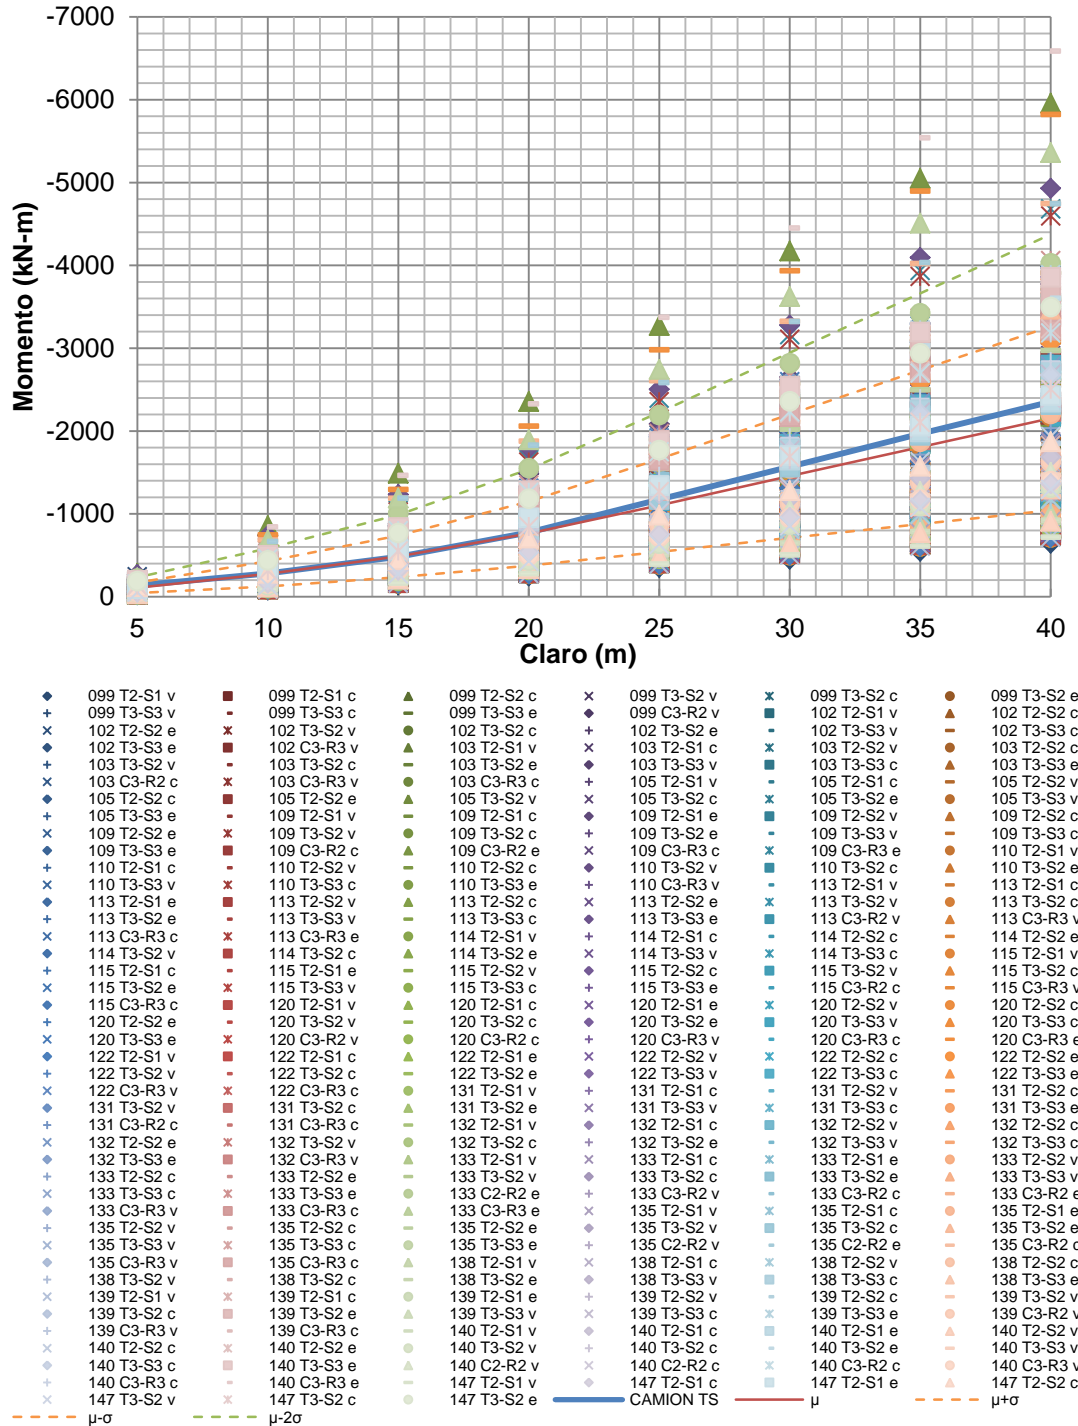 -7000
-6000
-5000
-4000
-3000
-2000
-1000
0
Momento (kN-m)
5 10 15 20 25 30 35 40
Claro (m)
099 T2-S1 v 099 T2-S1 c 099 T2-S2 c 099 T3-S2 v 099 T3-S2 c 099 T3-S2 e
099 T3-S3 v 099 T3-S3 c 099 T3-S3 e 099 C3-R2 v 102 T2-S1 v 102 T2-S2 c
102 T2-S2 e 102 T3-S2 v 102 T3-S2 c 102 T3-S2 e 102 T3-S3 v 102 T3-S3 c
102 T3-S3 e 102 C3-R3 v 103 T2-S1 v 103 T2-S1 c 103 T2-S2 v 103 T2-S2 c
103 T3-S2 v 103 T3-S2 c 103 T3-S2 e 103 T3-S3 v 103 T3-S3 c 103 T3-S3 e
103 C3-R2 c 103 C3-R3 v 103 C3-R3 c 105 T2-S1 v 105 T2-S1 c 105 T2-S2 v
105 T2-S2 c 105 T2-S2 e 105 T3-S2 v 105 T3-S2 c 105 T3-S2 e 105 T3-S3 v
105 T3-S3 e 109 T2-S1 v 109 T2-S1 c 109 T2-S1 e 109 T2-S2 v 109 T2-S2 c
109 T2-S2 e 109 T3-S2 v 109 T3-S2 c 109 T3-S2 e 109 T3-S3 v 109 T3-S3 c
109 T3-S3 e 109 C3-R2 c 109 C3-R2 e 109 C3-R3 c 109 C3-R3 e 110 T2-S1 v
110 T2-S1 c 110 T2-S2 v 110 T2-S2 c 110 T3-S2 v 110 T3-S2 c 110 T3-S2 e
110 T3-S3 v 110 T3-S3 c 110 T3-S3 e 110 C3-R3 v 113 T2-S1 v 113 T2-S1 c
113 T2-S1 e 113 T2-S2 v 113 T2-S2 c 113 T2-S2 e 113 T3-S2 v 113 T3-S2 c
113 T3-S2 e 113 T3-S3 v 113 T3-S3 c 113 T3-S3 e 113 C3-R2 v 113 C3-R3 v
113 C3-R3 c 113 C3-R3 e 114 T2-S1 v 114 T2-S1 c 114 T2-S2 c 114 T2-S2 e
114 T3-S2 v 114 T3-S2 c 114 T3-S2 e 114 T3-S3 v 114 T3-S3 c 115 T2-S1 v
115 T2-S1 c 115 T2-S1 e 115 T2-S2 v 115 T2-S2 c 115 T3-S2 v 115 T3-S2 c
115 T3-S2 e 115 T3-S3 v 115 T3-S3 c 115 T3-S3 e 115 C3-R2 c 115 C3-R3 v
115 C3-R3 c 120 T2-S1 v 120 T2-S1 c 120 T2-S1 e 120 T2-S2 v 120 T2-S2 c
120 T2-S2 e 120 T3-S2 v 120 T3-S2 c 120 T3-S2 e 120 T3-S3 v 120 T3-S3 c
120 T3-S3 e 120 C3-R2 v 120 C3-R2 c 120 C3-R3 v 120 C3-R3 c 120 C3-R3 e
122 T2-S1 v 122 T2-S1 c 122 T2-S1 e 122 T2-S2 v 122 T2-S2 c 122 T2-S2 e
122 T3-S2 v 122 T3-S2 c 122 T3-S2 e 122 T3-S3 v 122 T3-S3 c 122 T3-S3 e
122 C3-R3 v 122 C3-R3 c 131 T2-S1 v 131 T2-S1 c 131 T2-S2 v 131 T2-S2 c
131 T3-S2 v 131 T3-S2 c 131 T3-S2 e 131 T3-S3 v 131 T3-S3 c 131 T3-S3 e
131 C3-R2 c 131 C3-R3 c 132 T2-S1 v 132 T2-S1 c 132 T2-S2 v 132 T2-S2 c
132 T2-S2 e 132 T3-S2 v 132 T3-S2 c 132 T3-S2 e 132 T3-S3 v 132 T3-S3 c
132 T3-S3 e 132 C3-R3 v 133 T2-S1 v 133 T2-S1 c 133 T2-S1 e 133 T2-S2 v
133 T2-S2 c 133 T2-S2 e 133 T3-S2 v 133 T3-S2 c 133 T3-S2 e 133 T3-S3 v
133 T3-S3 c 133 T3-S3 e 133 C2-R2 e 133 C3-R2 v 133 C3-R2 c 133 C3-R2 e
133 C3-R3 v 133 C3-R3 c 133 C3-R3 e 135 T2-S1 v 135 T2-S1 c 135 T2-S1 e
135 T2-S2 v 135 T2-S2 c 135 T2-S2 e 135 T3-S2 v 135 T3-S2 c 135 T3-S2 e
135 T3-S3 v 135 T3-S3 c 135 T3-S3 e 135 C2-R2 v 135 C2-R2 e 135 C3-R2 c
135 C3-R3 v 135 C3-R3 c 138 T2-S1 v 138 T2-S1 c 138 T2-S2 v 138 T2-S2 c
138 T3-S2 v 138 T3-S2 c 138 T3-S2 e 138 T3-S3 v 138 T3-S3 c 138 T3-S3 e
139 T2-S1 v 139 T2-S1 c 139 T2-S1 e 139 T2-S2 v 139 T2-S2 c 139 T3-S2 v
139 T3-S2 c 139 T3-S2 e 139 T3-S3 v 139 T3-S3 c 139 T3-S3 e 139 C3-R2 v
139 C3-R3 v 139 C3-R3 c 140 T2-S1 v 140 T2-S1 c 140 T2-S1 e 140 T2-S2 v
140 T2-S2 c 140 T2-S2 e 140 T3-S2 v 140 T3-S2 c 140 T3-S2 e 140 T3-S3 v
140 T3-S3 c 140 T3-S3 e 140 C2-R2 v 140 C2-R2 c 140 C3-R2 c 140 C3-R3 v
140 C3-R3 c 140 C3-R3 e 147 T2-S1 v 147 T2-S1 c 147 T2-S1 e 147 T2-S2 c
147 T3-S2 v 147 T3-S2 c 147 T3-S2 e CAMION TS μ μ+σ
μ-σ μ-2σ